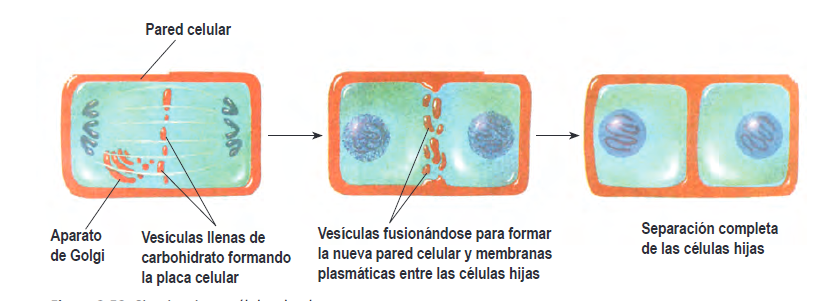 Pared celular
Aparato
de Golgi
Vesículas llenas de
carbohidrato formando
la placa celular
Vesículas fusionándose para formar
la nueva pared celular y membranas
plasmáticas entre las células hijas
Separación completa
de las células hijas